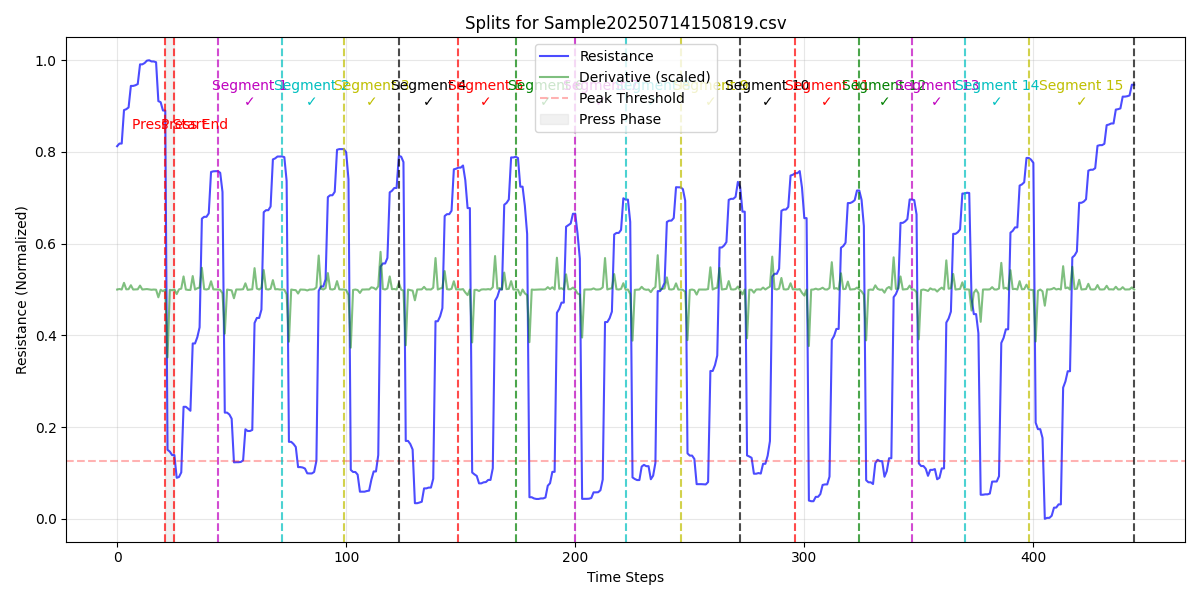 Splits for Sample20250714150819.csv
Resistance
Derivative (scaled)
Peak Threshold
Press Phase
Segment 1
✓
Segment 2
✓
Segment 3
✓
Segment 4
✓
Segment 5
✓
Segment 10
✓
Segment 11
✓
Segment 12
✓
Segment 13
✓
Segment 14
✓
Segment 15
✓
Press Start
Press End
Resistance (Normalized)
1.0
0.8
0.6
0.4
0.2
0.0
0
100
200
300
400
Time Steps